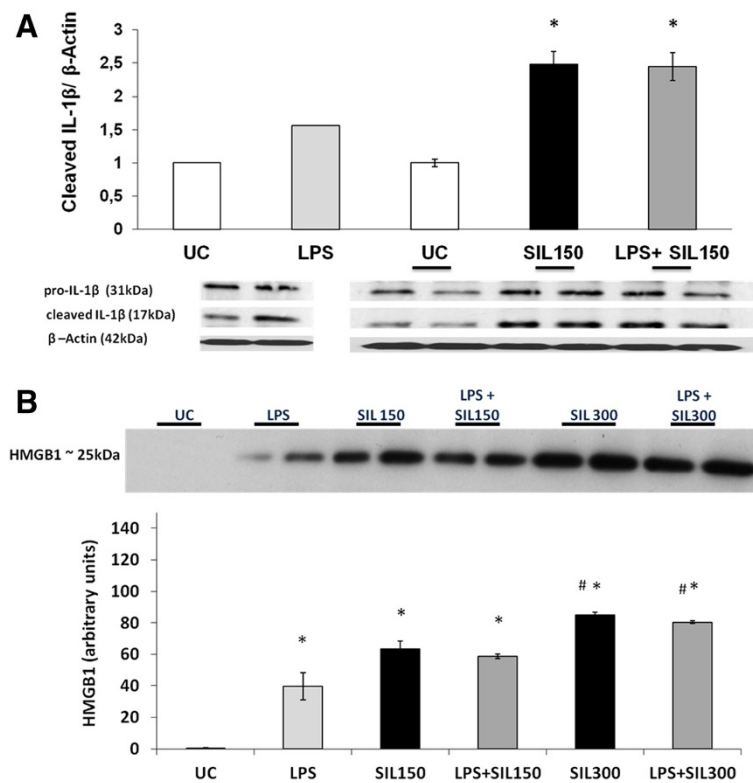 A
Cleaved IL-1β/ β-Actin
3
2,5
2
1,5
1
0,5
0
* *
UC LPS UC SIL150 LPS+ SIL150
pro-IL-1β (31kDa)
cleaved IL-1β (17kDa)
β –Actin (42kDa)
B
UC LPS SIL 150 LPS + SIL150 SIL 300 LPS + SIL300
HMGB1 ~ 25kDa
HMGB1 (arbitrary units)
140
120
100
80
60
40
20
0
* * * # * # *
UC LPS SIL150 LPS+SIL150 SIL300 LPS+SIL300